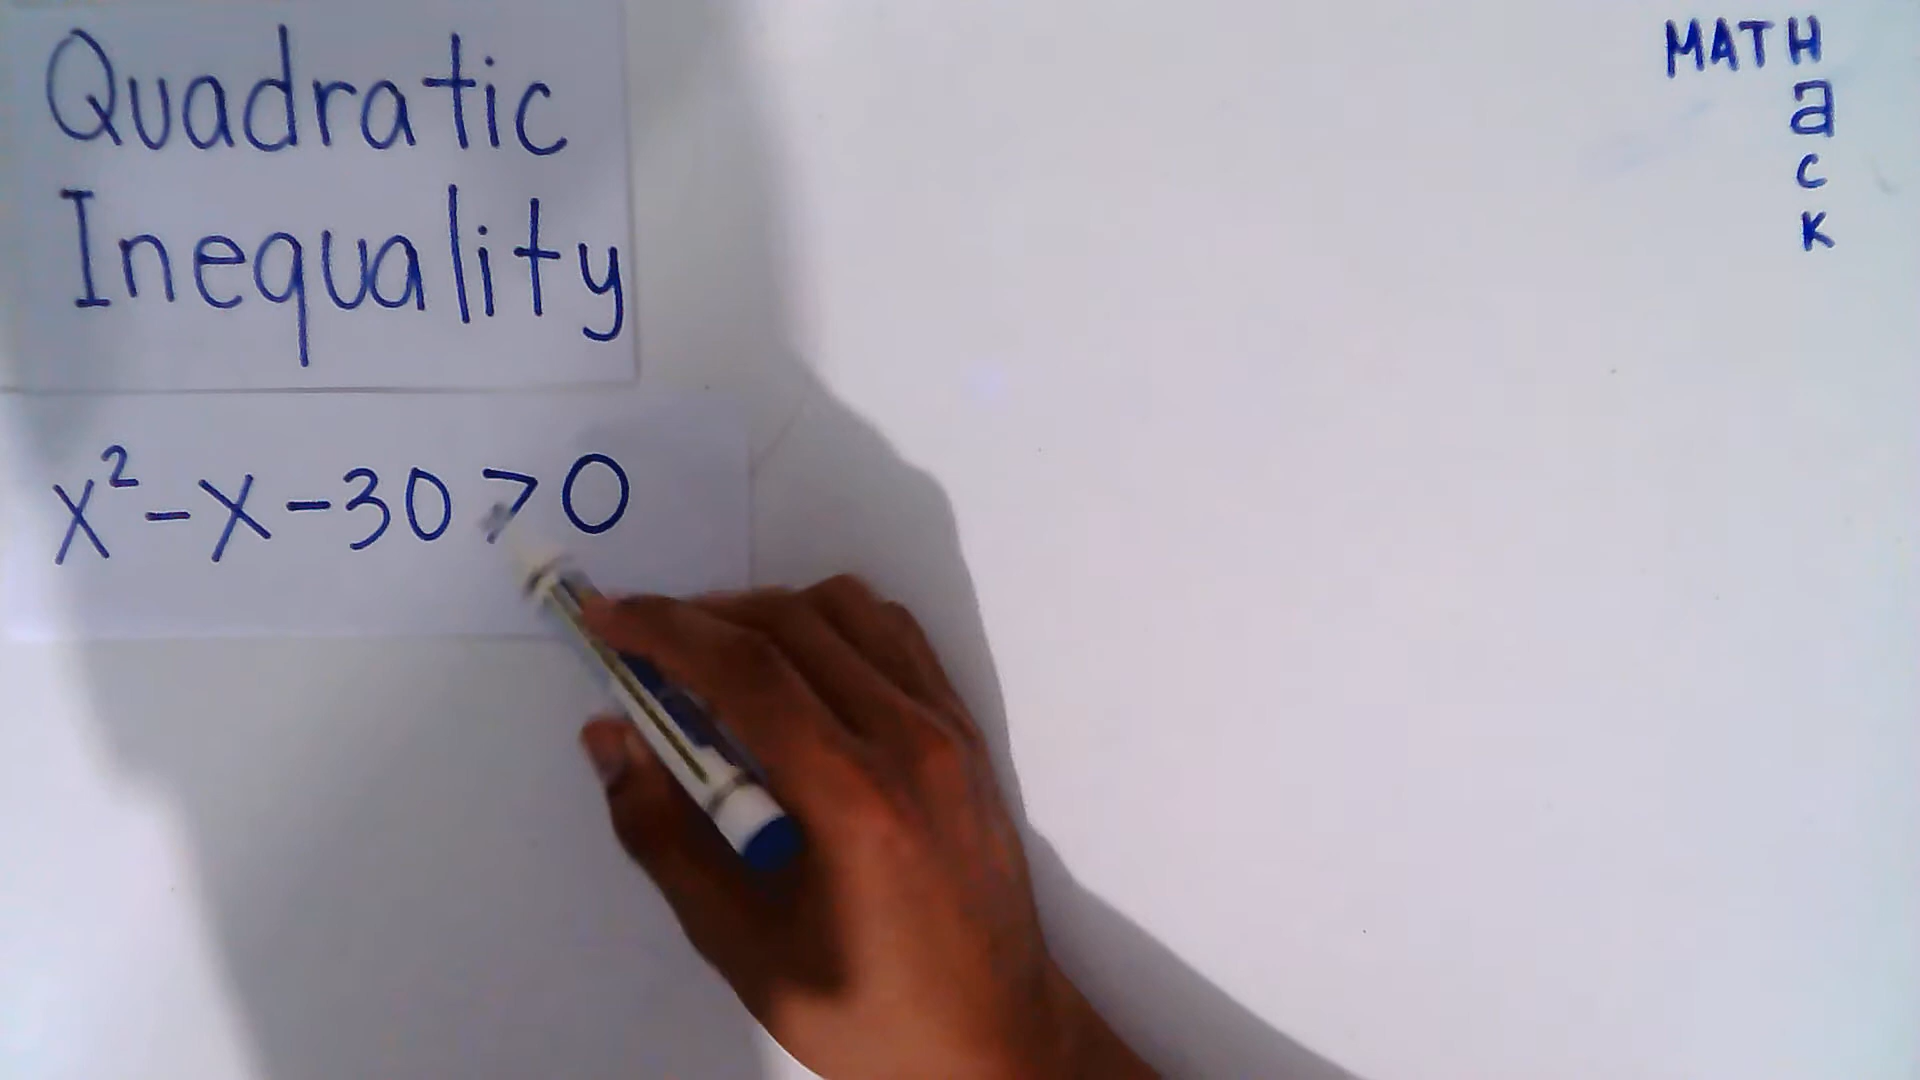 Quadratic
Inequality
x² - x - 30 > 0
MATH
a
c
k